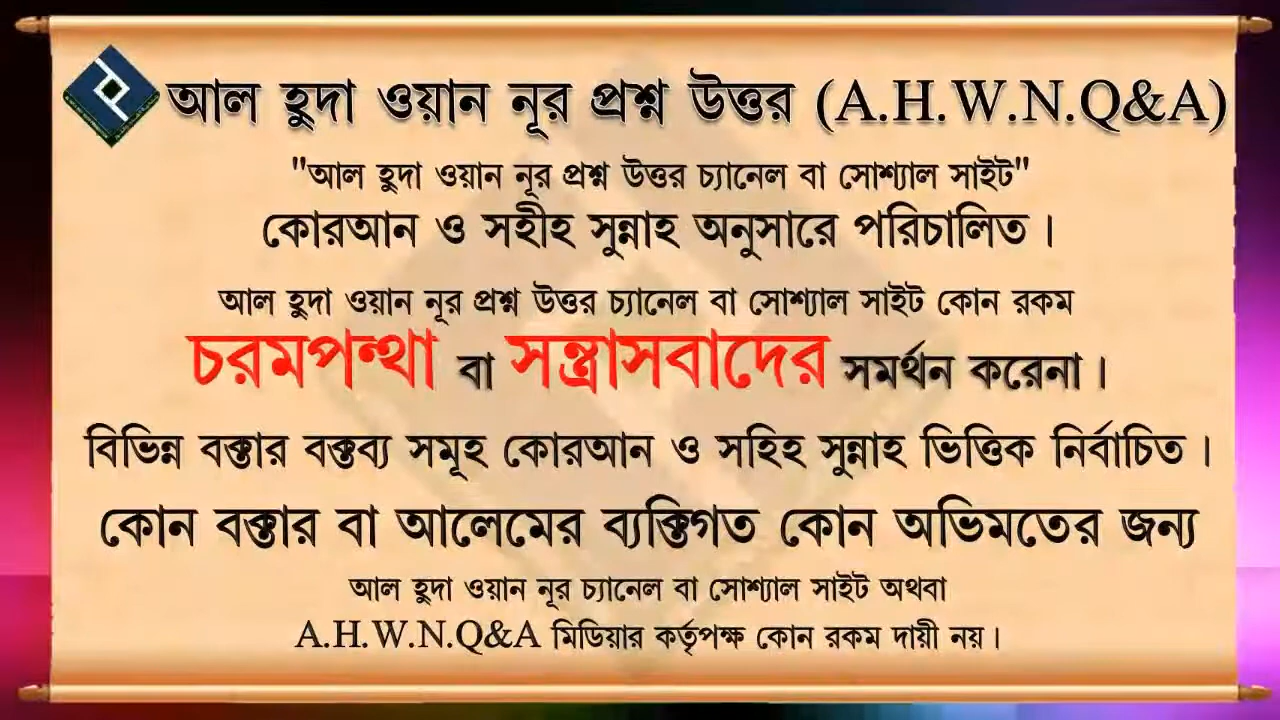 আল হুদা ওয়ান নূর প্রশ্ন উত্তর (A.H.W.N.Q&A)
"আল হুদা ওয়ান নূর প্রশ্ন উত্তর চ্যানেল বা সোশ্যাল সাইট"
কোরআন ও সহীহ সুন্নাহ অনুসারে পরিচালিত।
আল হুদা ওয়ান নূর প্রশ্ন উত্তর চ্যানেল বা সোশ্যাল সাইট কোন রকম
চরমপন্থা বা সন্ত্রাসবাদের সমর্থন করেনা।
বিভিন্ন বক্তার বক্তব্য সমূহ কোরআন ও সহিহ সুন্নাহ ভিত্তিক নির্বাচিত।
কোন বক্তার বা আলেমের ব্যক্তিগত কোন অভিমতের জন্য
আল হুদা ওয়ান নূর চ্যানেল বা সোশ্যাল সাইট অথবা
A.H.W.N.Q&A মিডিয়ার কর্তৃপক্ষ কোন রকম দায়ী নয়।